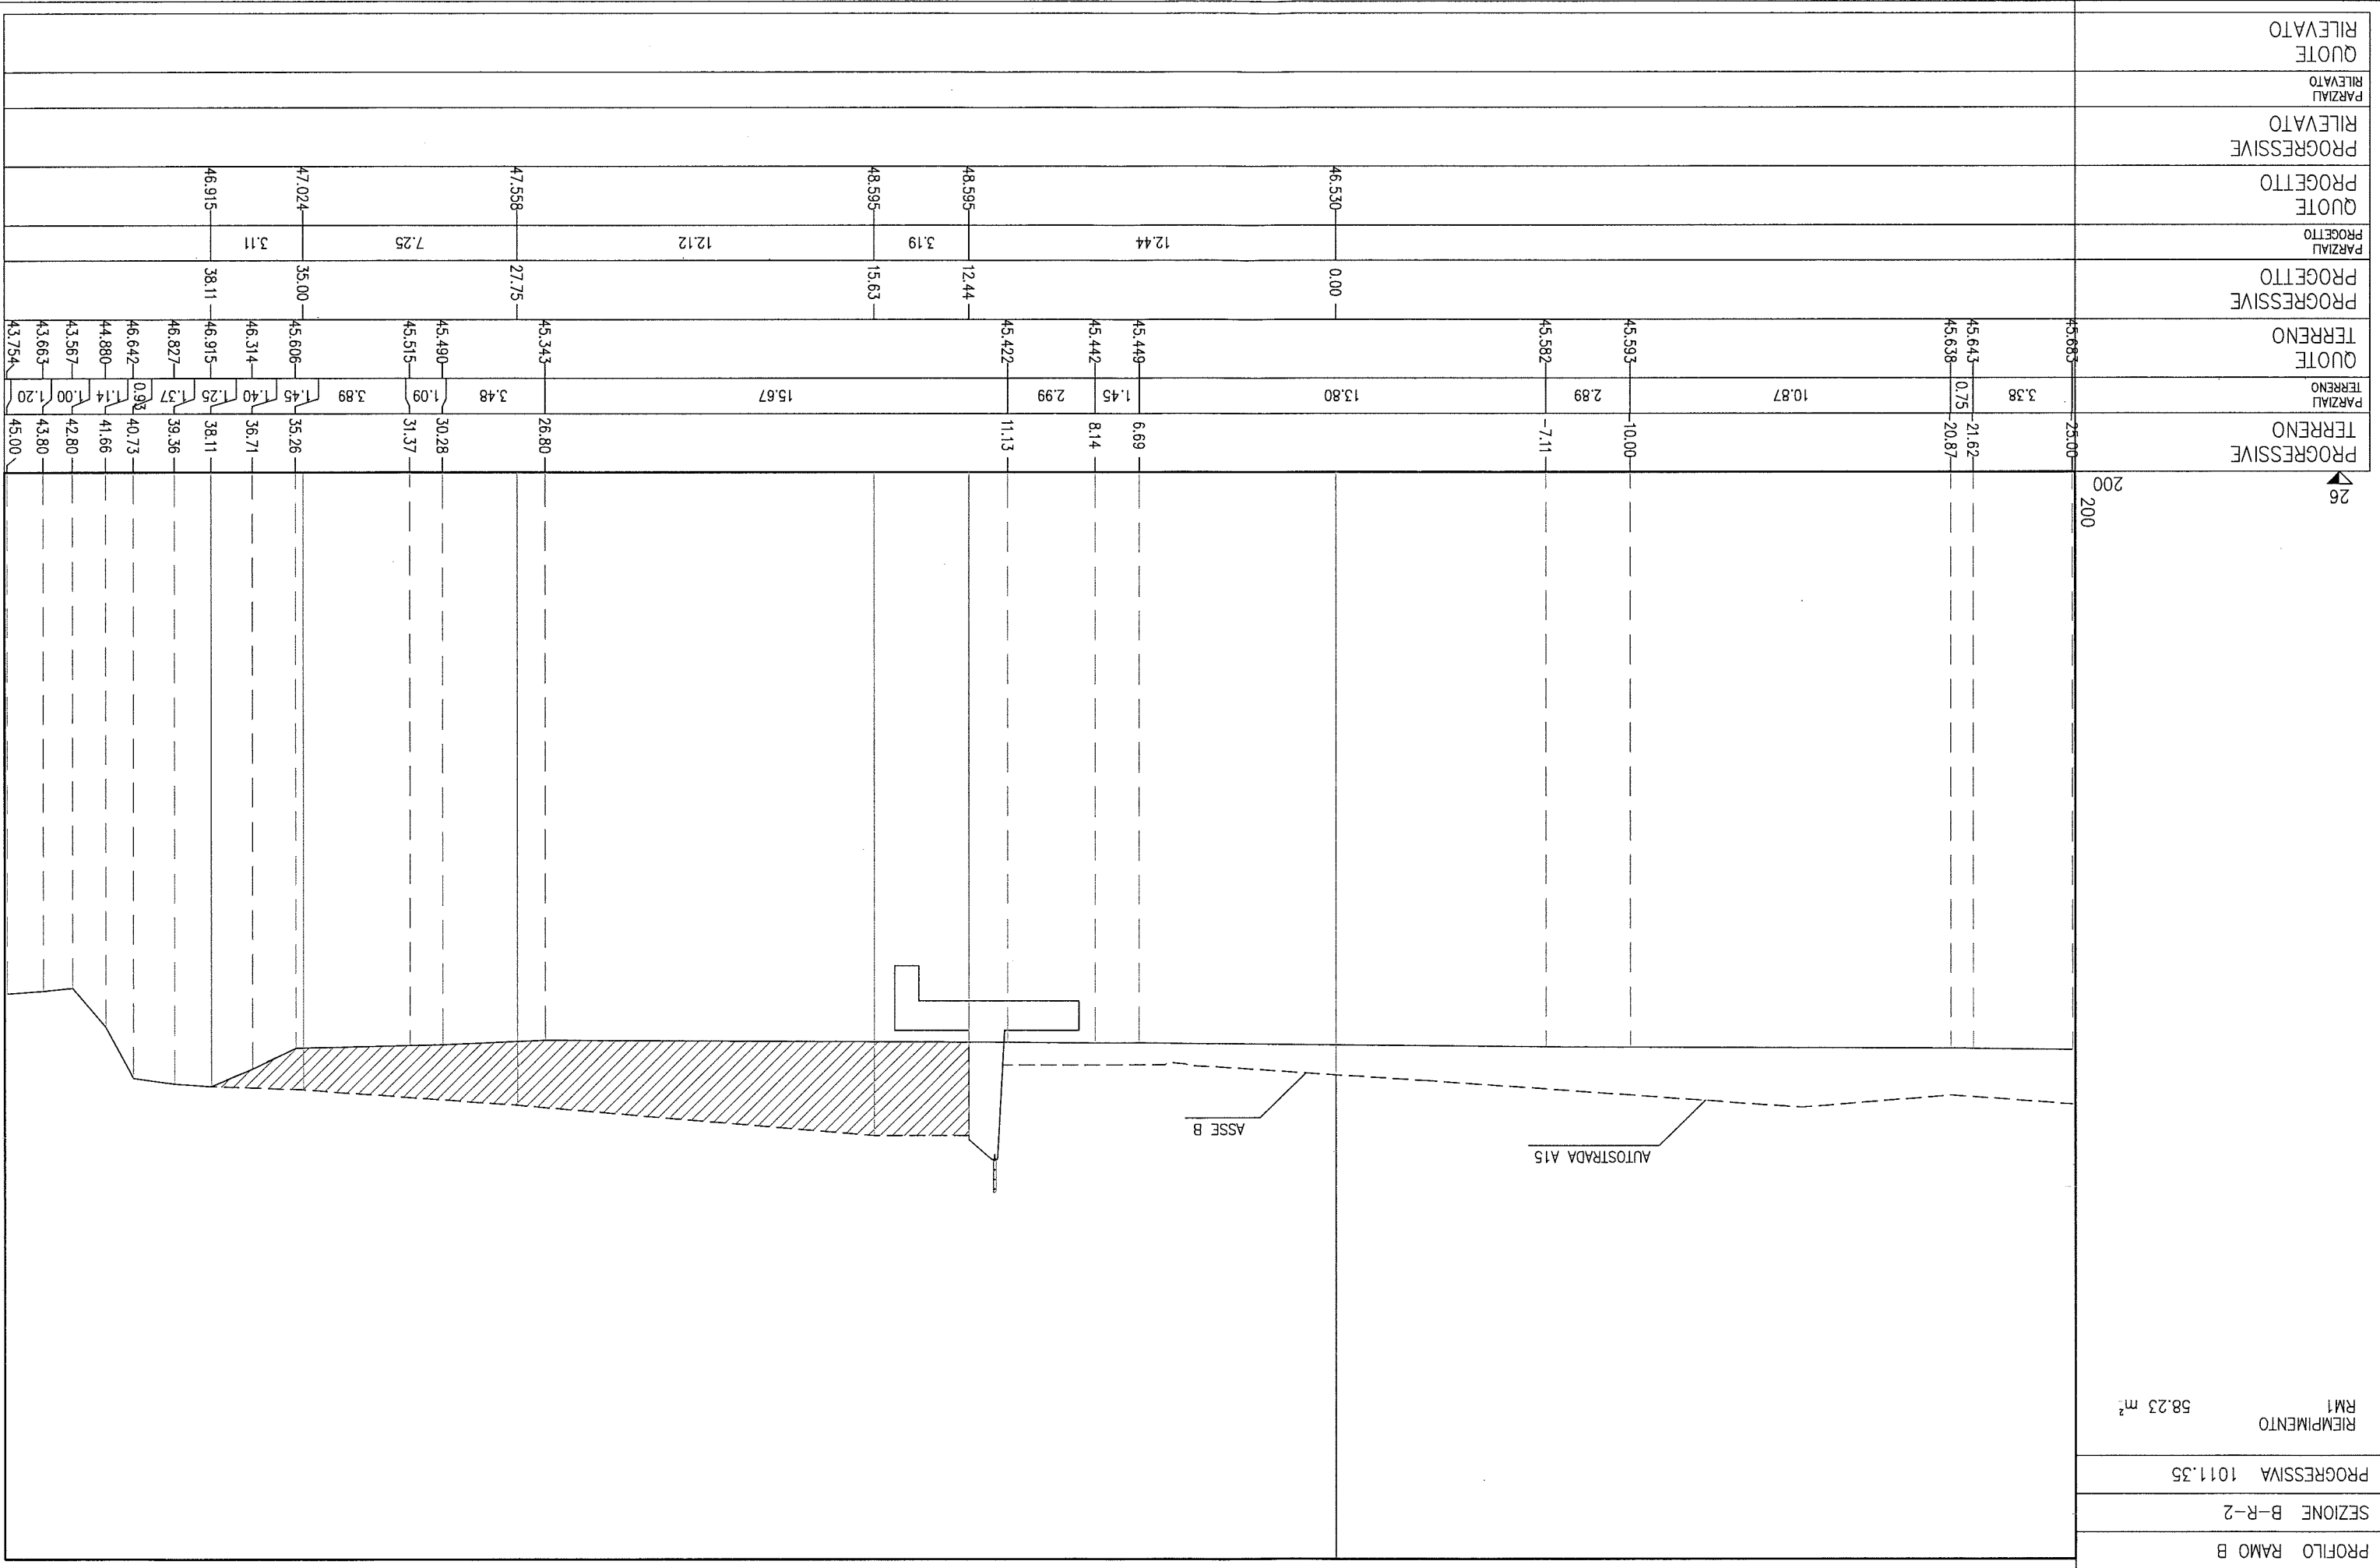 PROFILO RAMO B
SEZIONE B-R-2
PROGRESSIVA 1011.35
RIEMPIMENTO
RM1 58.23 m²
AUTOSTRADA A15
ASSE B
26
200
200
PROGRESSIVE
TERRENO
-25.00 -21.62 -20.87 -10.00 -7.11 6.69 8.14 11.13 26.80 30.28 31.37 35.26 36.71 38.11 39.36 40.73 41.66 42.80 43.80 45.00
PARZIALI
TERRENO
3.38 0.75 10.87 2.89 13.80 1.45 2.99 15.67 3.48 1.09 3.89 1.45 1.40 1.25 1.37 0.93 1.14 1.00 1.20
QUOTE
TERRENO
45.683 45.643 45.638 45.593 45.582 45.449 45.442 45.422 45.343 45.490 45.515 45.606 46.314 46.915 46.827 46.642 44.880 43.567 43.663 43.754
PROGRESSIVE
PROGETTO
0.00 12.44 15.63 27.75 35.00 38.11
PARZIALI
PROGETTO
12.44 3.19 12.12 7.25 3.11
QUOTE
PROGETTO
46.530 48.595 48.595 47.558 47.024 46.915
PROGRESSIVE
RILEVATO
PARZIALI
RILEVATO
QUOTE
RILEVATO